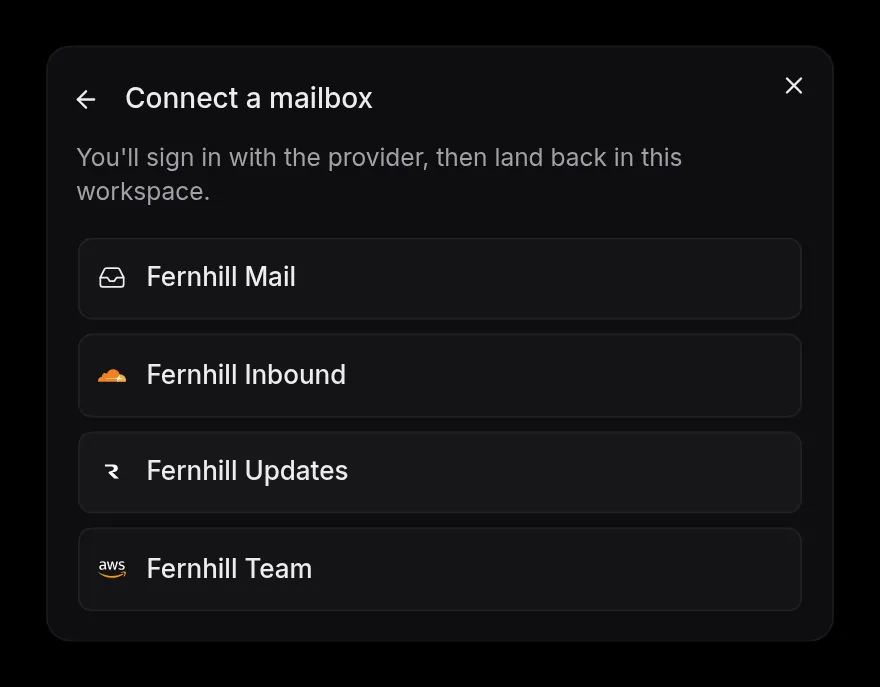 Connect a mailbox
You'll sign in with the provider, then land back in this
workspace.
Fernhill Mail
Fernhill Inbound
Fernhill Updates
aws Fernhill Team